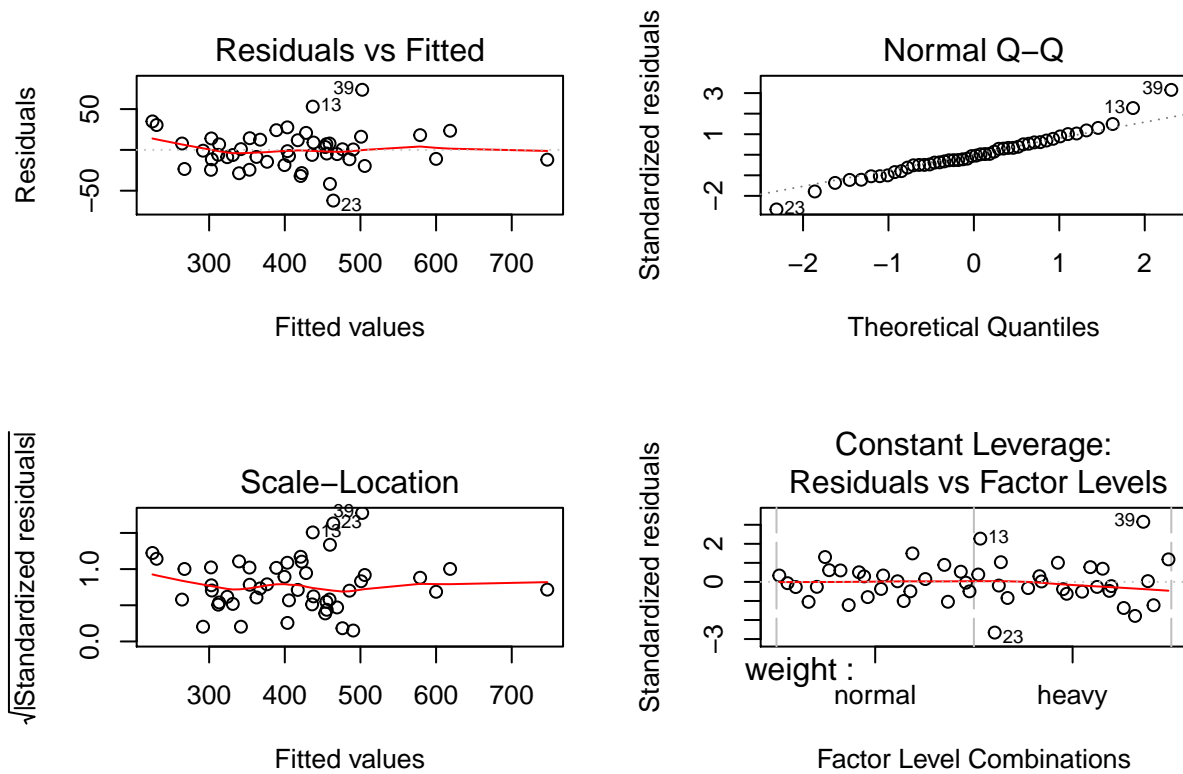 Residuals vs Fitted
Residuals
50
−50
39
13
23
300 400 500 600 700
Fitted values
Normal Q−Q
Standardized residuals
3
1
−2
13
39
23
−2 −1 0 1 2
Theoretical Quantiles
Scale−Location
√|Standardized residuals|
1.0
0.0
39
23
13
300 400 500 600 700
Fitted values
Constant Leverage:
Residuals vs Factor Levels
Standardized residuals
2
0
−3
39
13
23
weight :
normal heavy
Factor Level Combinations